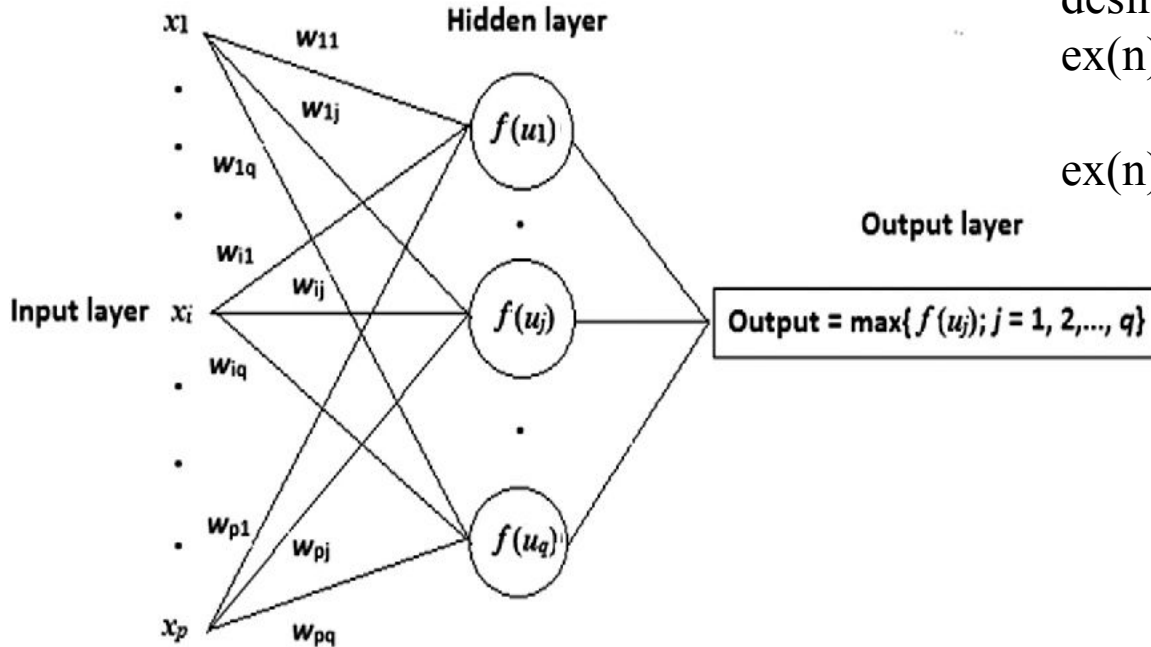 x1
Hidden layer
w11
w1j
w1q
f(u1)
ex(n)
ex(n)
Output layer
wi1
wij
Input layer
xi
f(uj)
Output = max{ f(uj); j = 1, 2,..., q}
wiq
wp1
wpj
f(uq)
xp
wpq